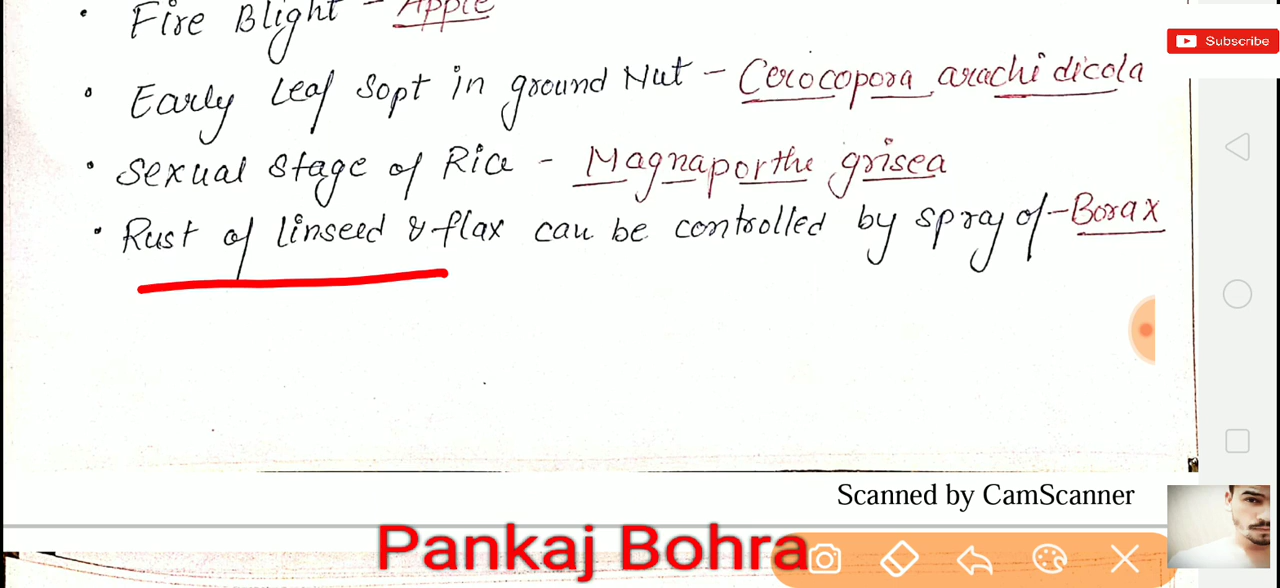 • Fire Blight - Apple
Subscribe
• Early Leaf Sopt in ground Nut - Cerocopora arachidicola
• Sexual Stage of Rice - Magnaporthe grisea
• Rust of linseed & flax can be controlled by spray of - Borax
Scanned by CamScanner
Pankaj Bohra